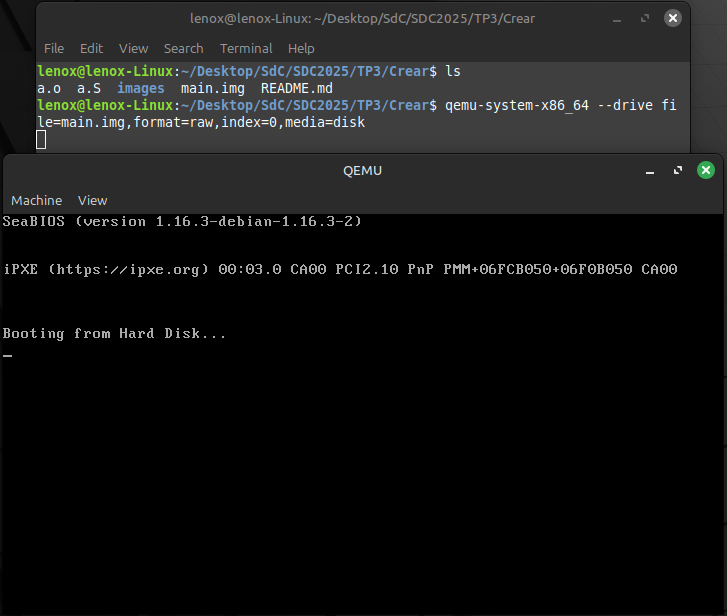 lenox@lenox-Linux: ~/Desktop/SdC/SDC2025/TP3/Crear
File Edit View Search Terminal Help
lenox@lenox-Linux:~/Desktop/SdC/SDC2025/TP3/Crear$ ls
a.o a.S images main.img README.md
lenox@lenox-Linux:~/Desktop/SdC/SDC2025/TP3/Crear$ qemu-system-x86_64 --drive fi
le=main.img,format=raw,index=0,media=disk
QEMU
Machine View
SeaBIOS (version 1.16.3-debian-1.16.3-2)
iPXE (https://ipxe.org) 00:03.0 CA00 PCI2.10 PnP PMM+06FCB050+06F0B050 CA00
Booting from Hard Disk...